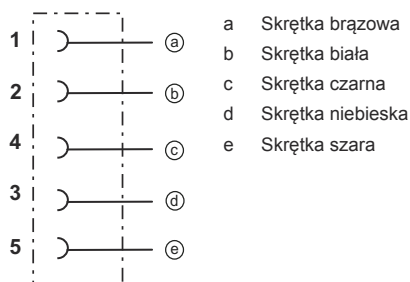 1 a
2 b
4 c
3 d
5 e
a Skrętka brązowa
b Skrętka biała
c Skrętka czarna
d Skrętka niebieska
e Skrętka szara